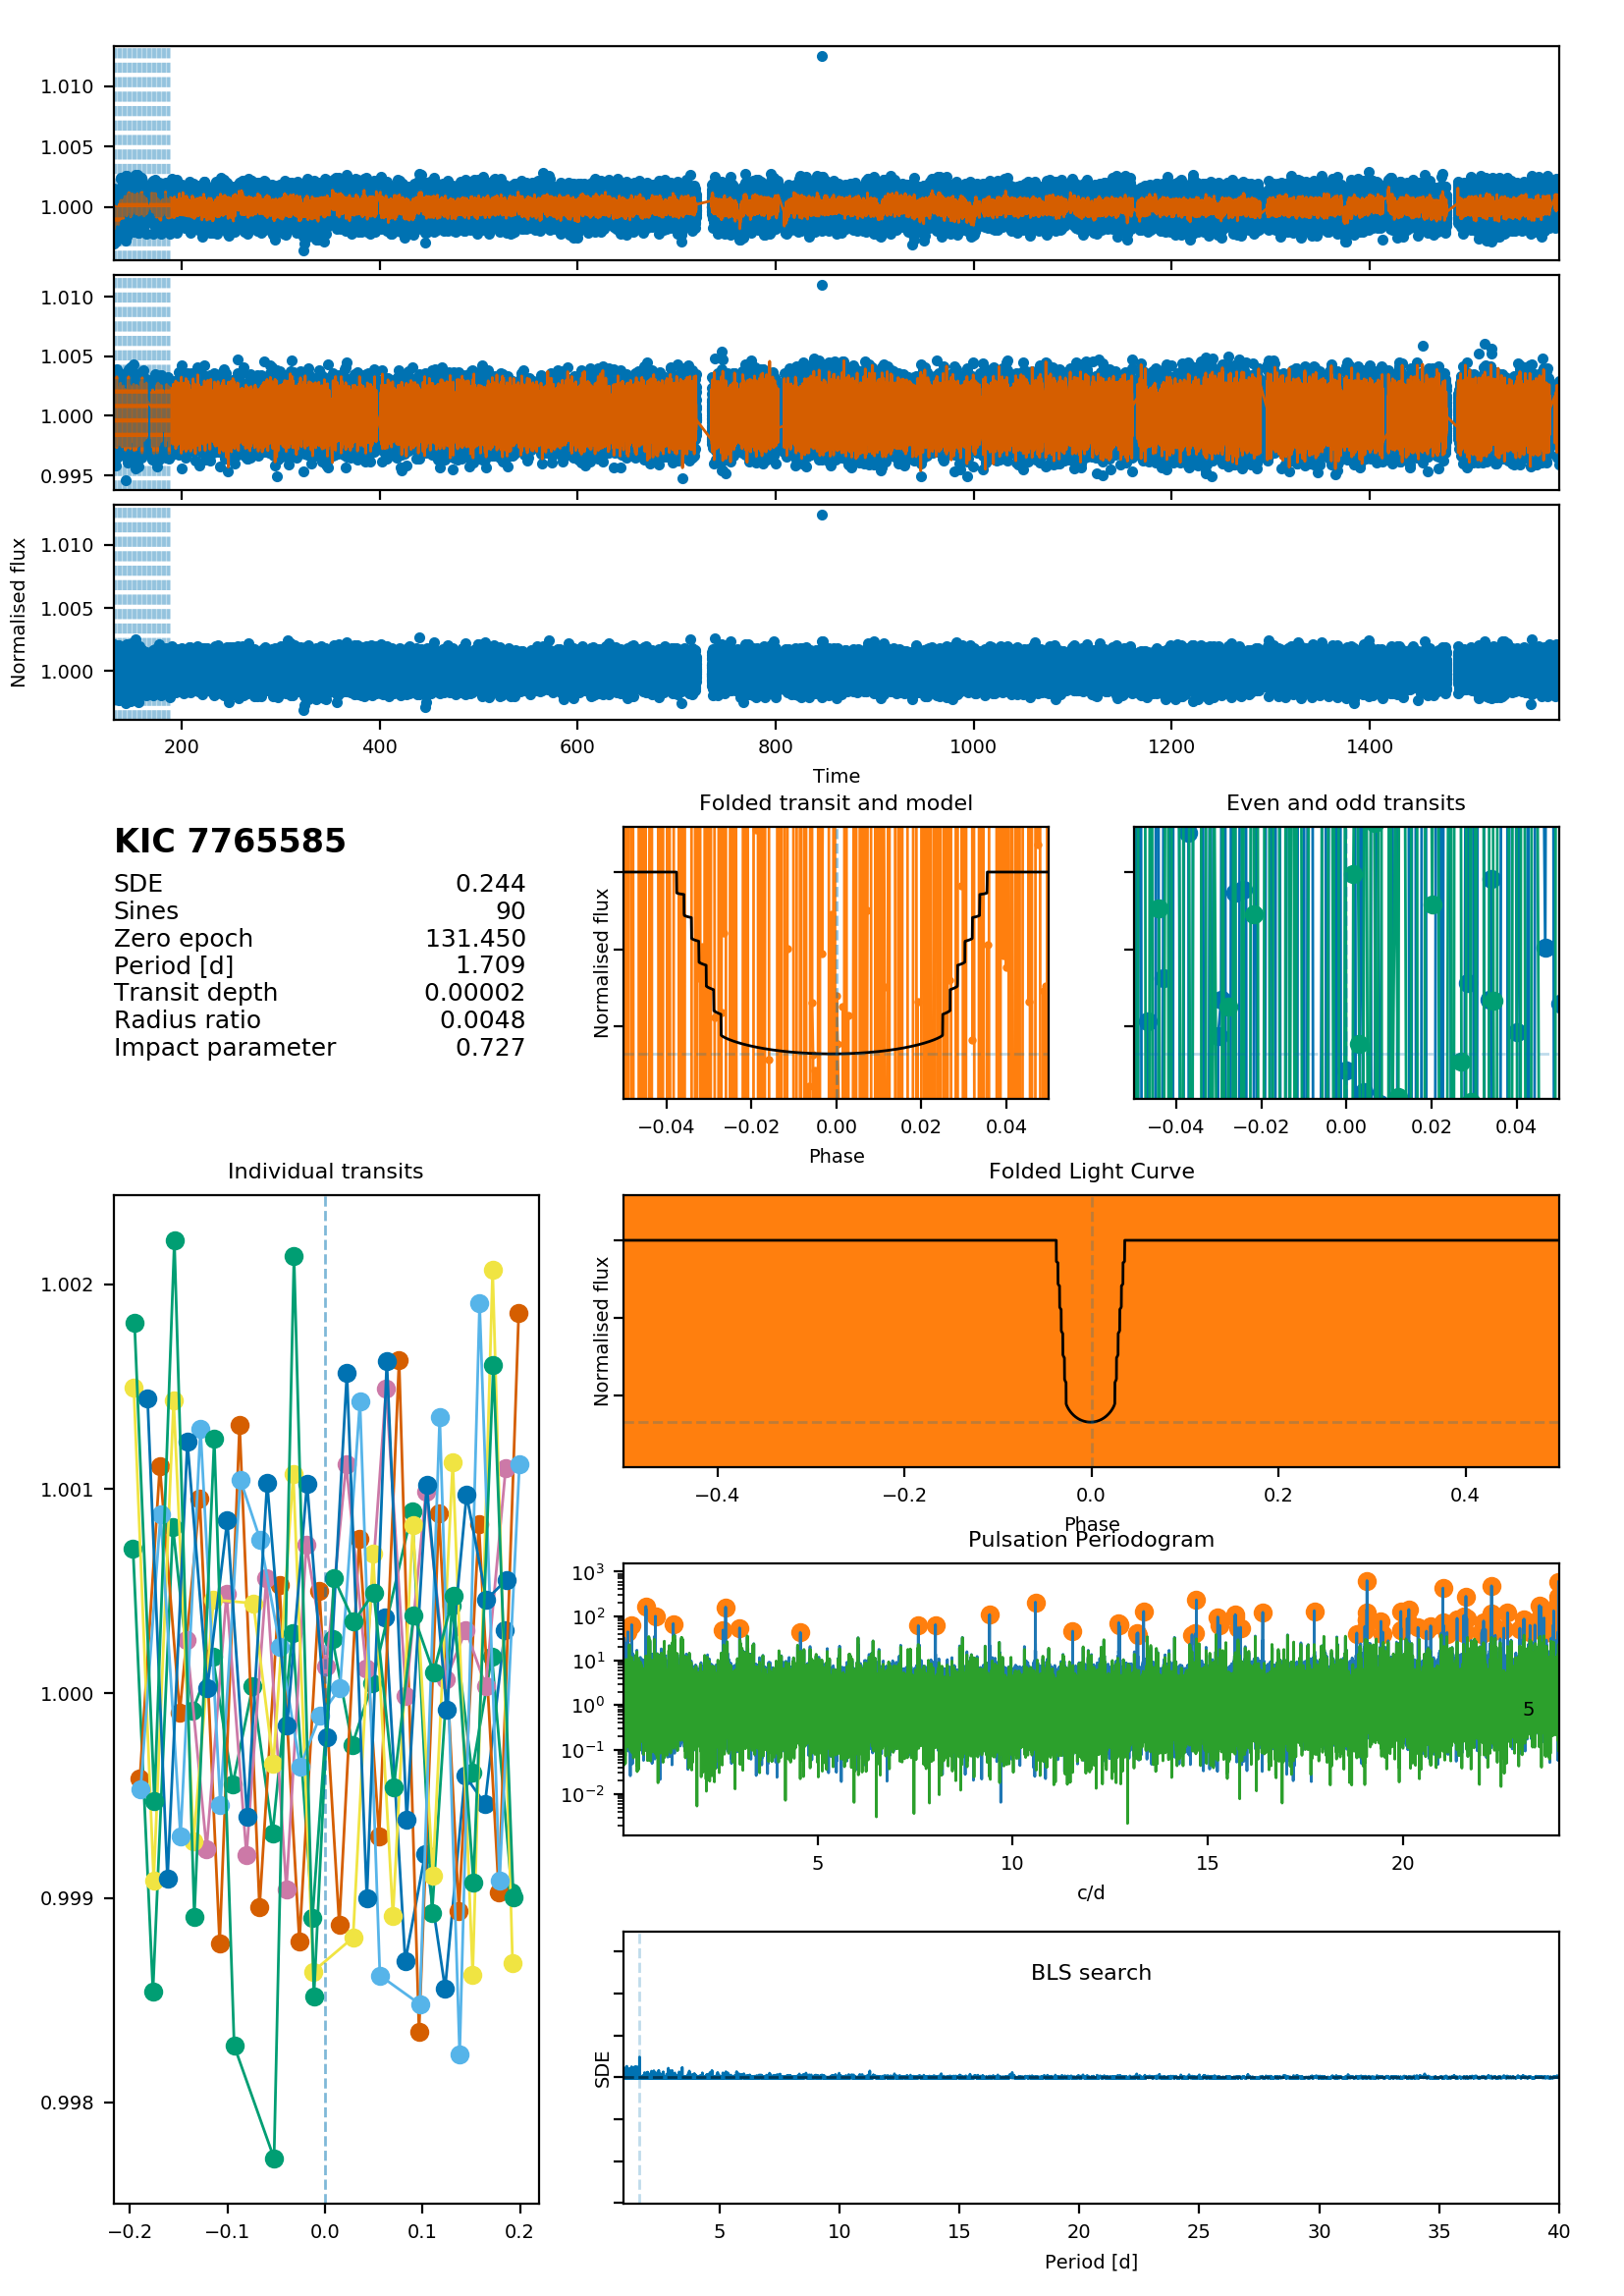 1.010
1.005
1.000
1.010
1.005
1.000
0.995
1.010
1.005
1.000
Normalised flux
200 400 600 800 1000 1200 1400
Time
KIC 7765585
SDE 0.244
Sines 90
Zero epoch 131.450
Period [d] 1.709
Transit depth 0.00002
Radius ratio 0.0048
Impact parameter 0.727
Folded transit and model
Normalised flux
−0.04 −0.02 0.00 0.02 0.04
Phase
Even and odd transits
−0.04 −0.02 0.00 0.02 0.04
Individual transits
1.002
1.001
1.000
0.999
0.998
−0.2 −0.1 0.0 0.1 0.2
Folded Light Curve
Normalised flux
−0.4 −0.2 0.0 0.2 0.4
Phase
Pulsation Periodogram
10³
10²
10¹
10⁰
10⁻¹
10⁻²
5
5 10 15 20
c/d
BLS search
SDE
5 10 15 20 25 30 35 40
Period [d]